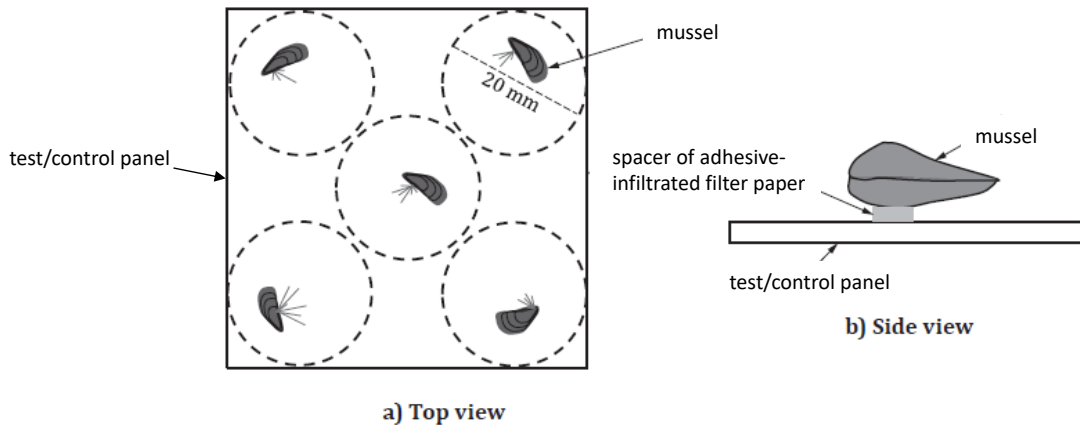 mussel
20 mm
test/control panel
a) Top view
mussel
spacer of adhesive-
infiltrated filter paper
test/control panel
b) Side view